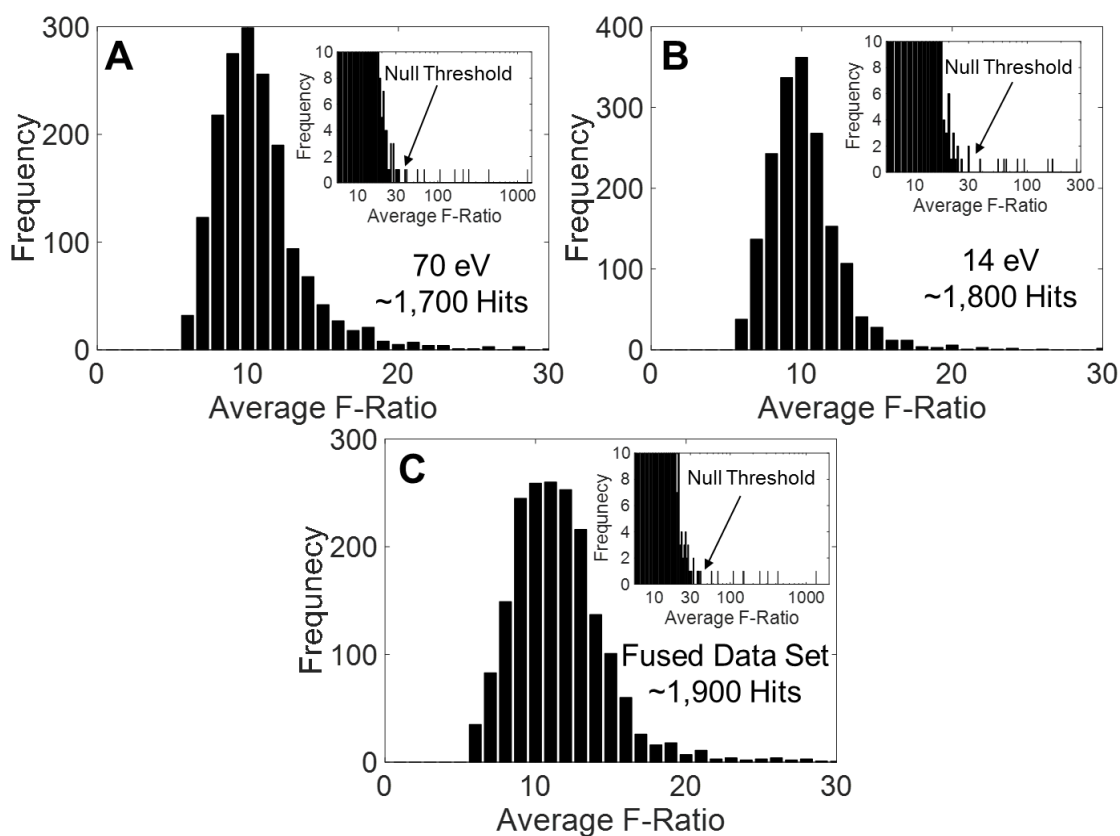 A
300
200
100
0
Frequency
0 10 20 30
Average F-Ratio
70 eV
~1,700 Hits
10
8
6
4
2
0
Frequency
Null Threshold
10 30 100 1000
Average F-Ratio
B
400
300
200
100
0
Frequency
0 10 20 30
Average F-Ratio
14 eV
~1,800 Hits
10
8
6
4
2
0
Frequency
Null Threshold
10 30 100 300
Average F-Ratio
C
300
200
100
0
Frequnecy
0 10 20 30
Average F-Ratio
Fused Data Set
~1,900 Hits
10
8
6
4
2
0
Frequnecy
Null Threshold
10 30 100 1000
Average F-Ratio